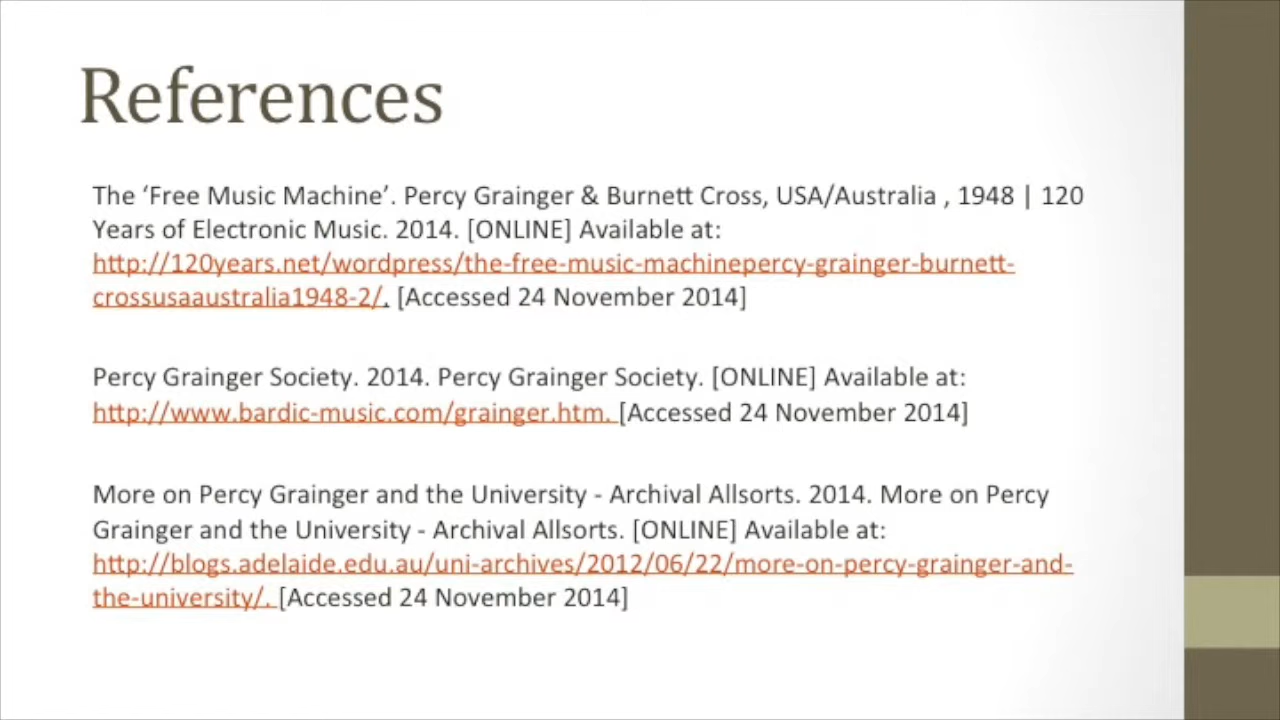 References
The ‘Free Music Machine’. Percy Grainger & Burnett Cross, USA/Australia , 1948 | 120
Years of Electronic Music. 2014. [ONLINE] Available at:
http://120years.net/wordpress/the-free-music-machinepercy-grainger-burnett-
crossusaaustralia1948-2/. [Accessed 24 November 2014]
Percy Grainger Society. 2014. Percy Grainger Society. [ONLINE] Available at:
http://www.bardic-music.com/grainger.htm. [Accessed 24 November 2014]
More on Percy Grainger and the University - Archival Allsorts. 2014. More on Percy
Grainger and the University - Archival Allsorts. [ONLINE] Available at:
http://blogs.adelaide.edu.au/uni-archives/2012/06/22/more-on-percy-grainger-and-
the-university/. [Accessed 24 November 2014]